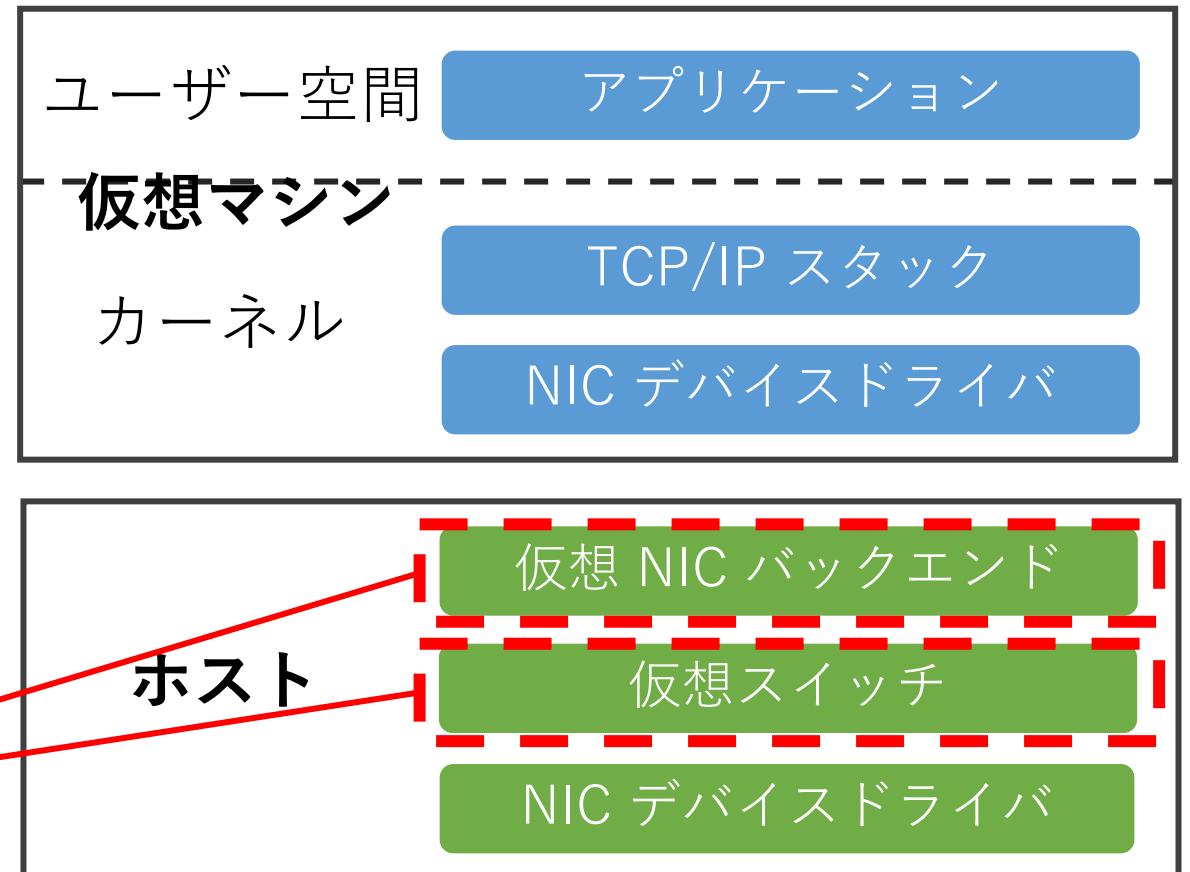 ユーザー空間
アプリケーション
仮想マシン
TCP/IP スタック
カーネル
NIC デバイスドライバ
仮想 NIC バックエンド
ホスト
仮想スイッチ
NIC デバイスドライバ